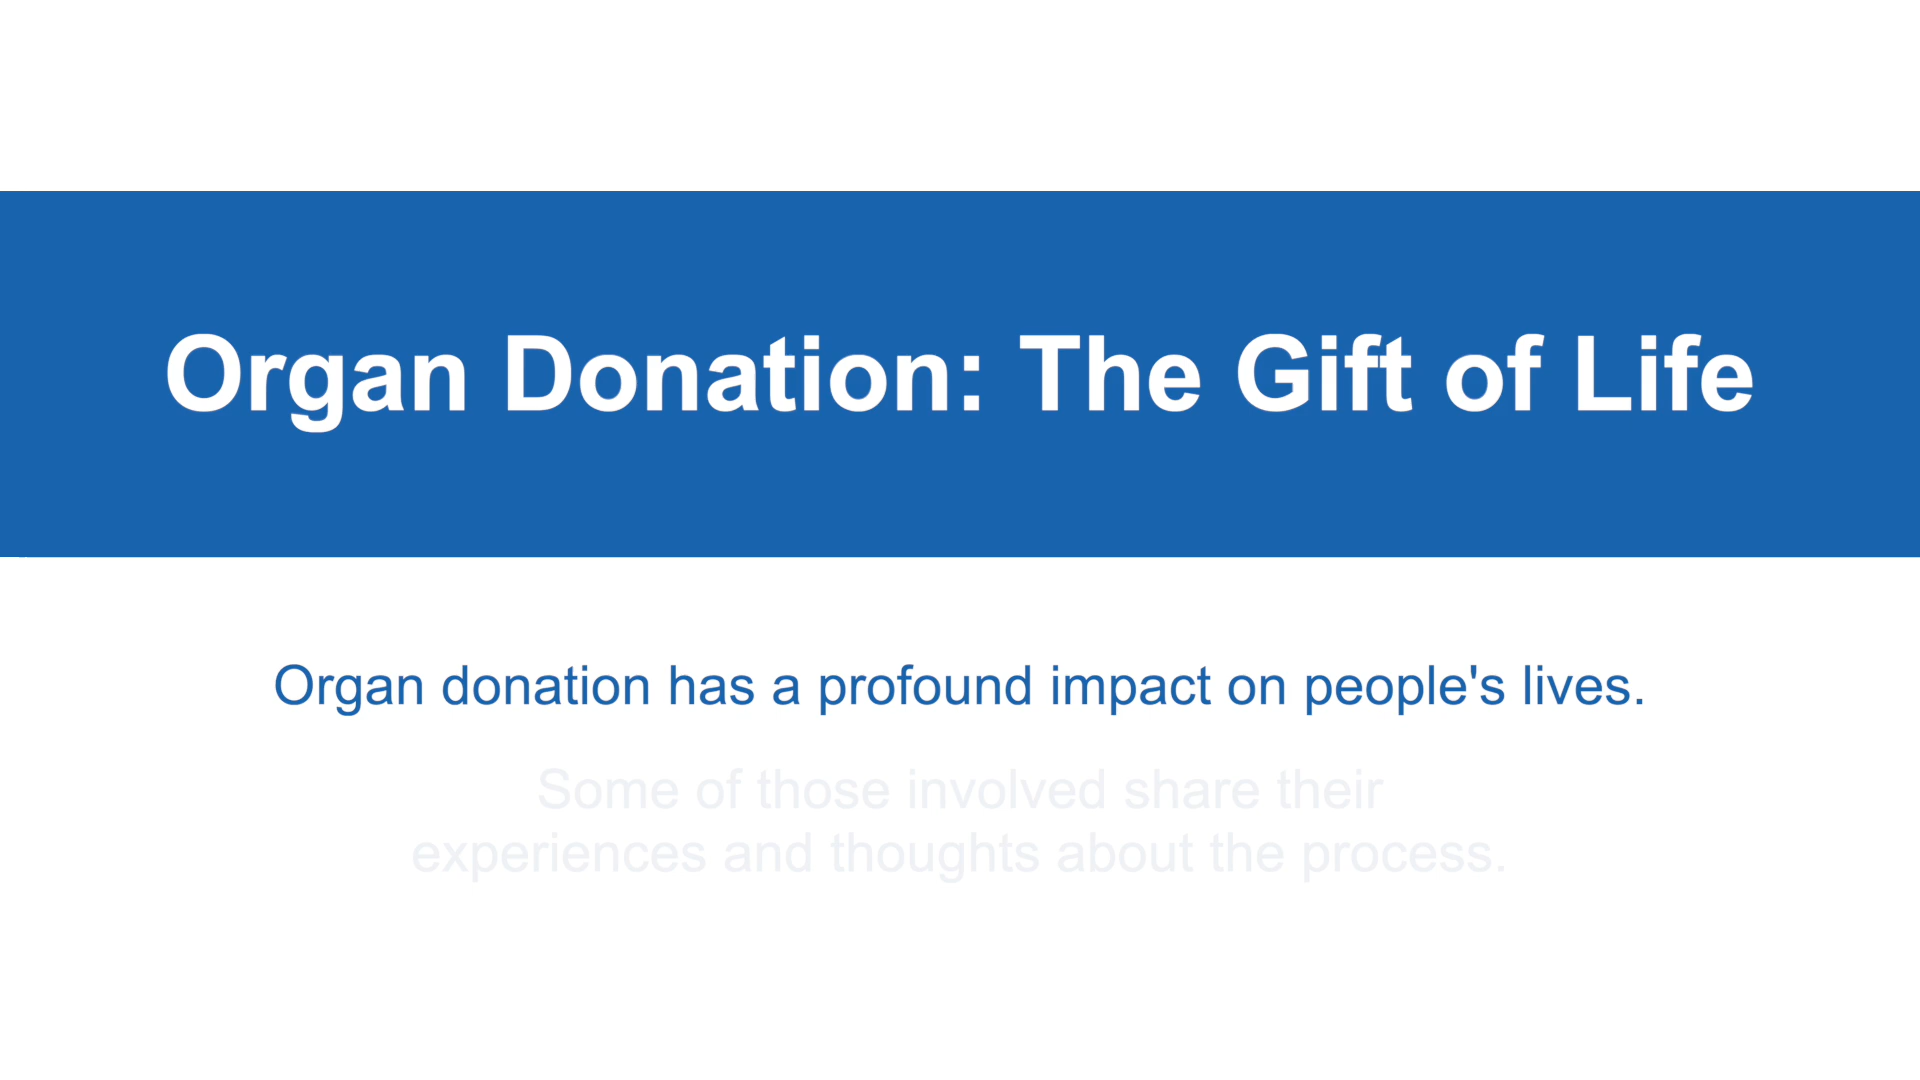 Organ Donation: The Gift of Life
Organ donation has a profound impact on people's lives.
Some of those involved share their
experiences and thoughts about the process.